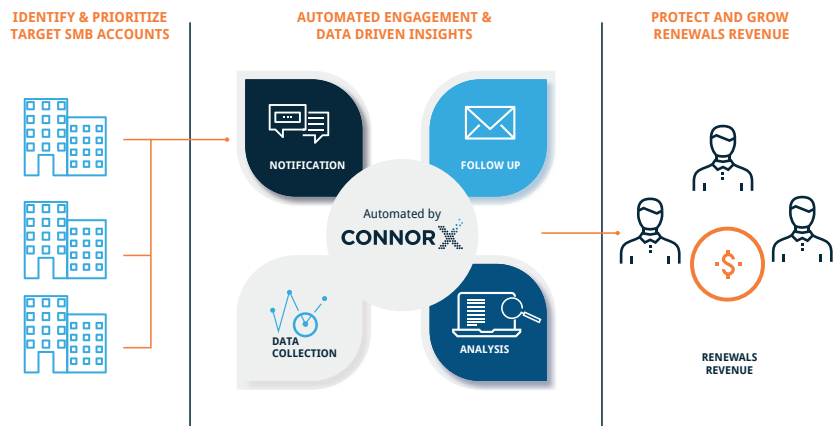 IDENTIFY & PRIORITIZE
TARGET SMB ACCOUNTS
AUTOMATED ENGAGEMENT &
DATA DRIVEN INSIGHTS
PROTECT AND GROW
RENEWALS REVENUE
NOTIFICATION
FOLLOW UP
Automated by
CONNORX
DATA
COLLECTION
ANALYSIS
$
RENEWALS
REVENUE